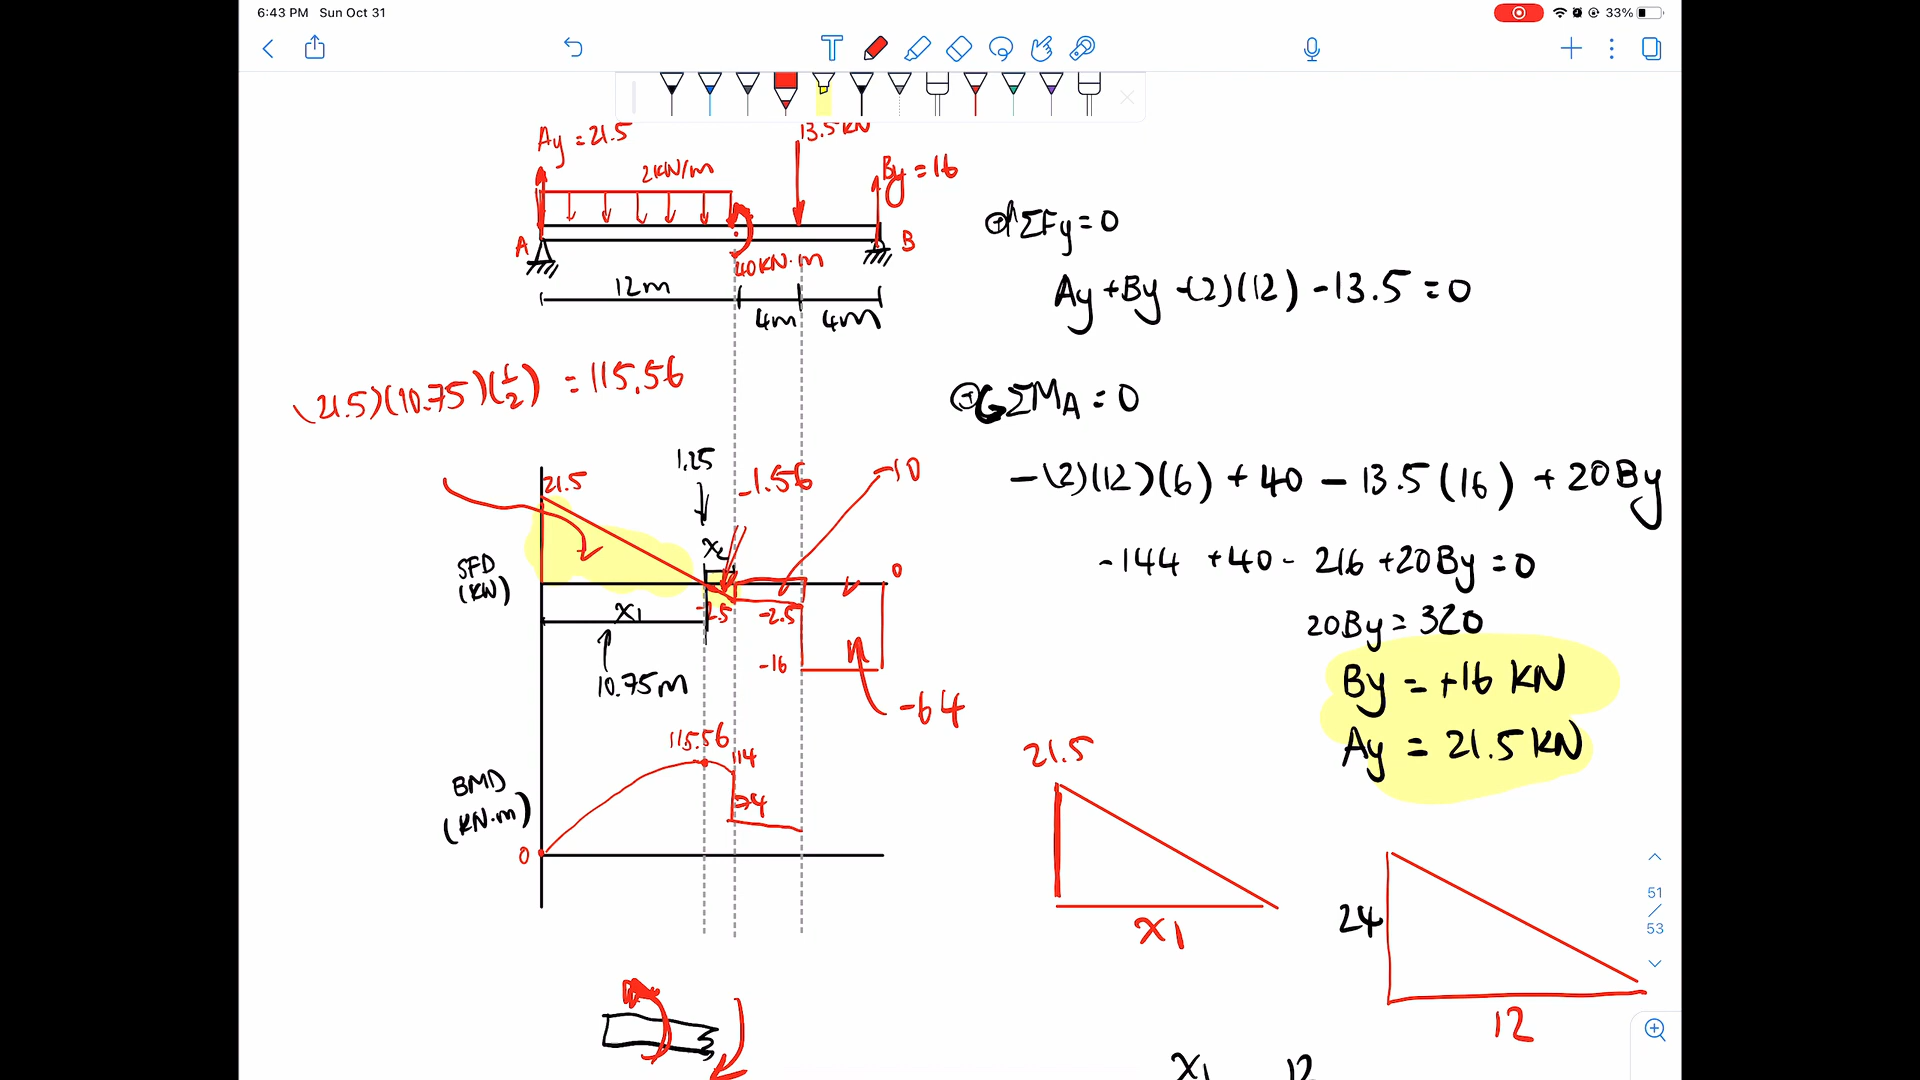 6:43 PM Sun Oct 31
33%
T
Ay = 21.5
13.5 KN
2KN/m
By = 16
A
B
40KN·m
12m
4m
4m
(21.5)(10.75)(1/2) = 115.56
+↑ΣFy=0
Ay +By -(2)(12) -13.5 =0
+ΣMA = 0
-(2)(12)(6) + 40 - 13.5(16) + 20By
-144 +40 - 216 +20By = 0
20By = 320
By = +16 KN
Ay = 21.5 KN
1.25
-1.56
-10
21.5
x2
0
SFD
(KN)
x1
-2.5
-2.5
-16
10.75m
-64
115.56
114
74
BMD
(KN·m)
0
21.5
x1
24
12
51
/
53
x1 12